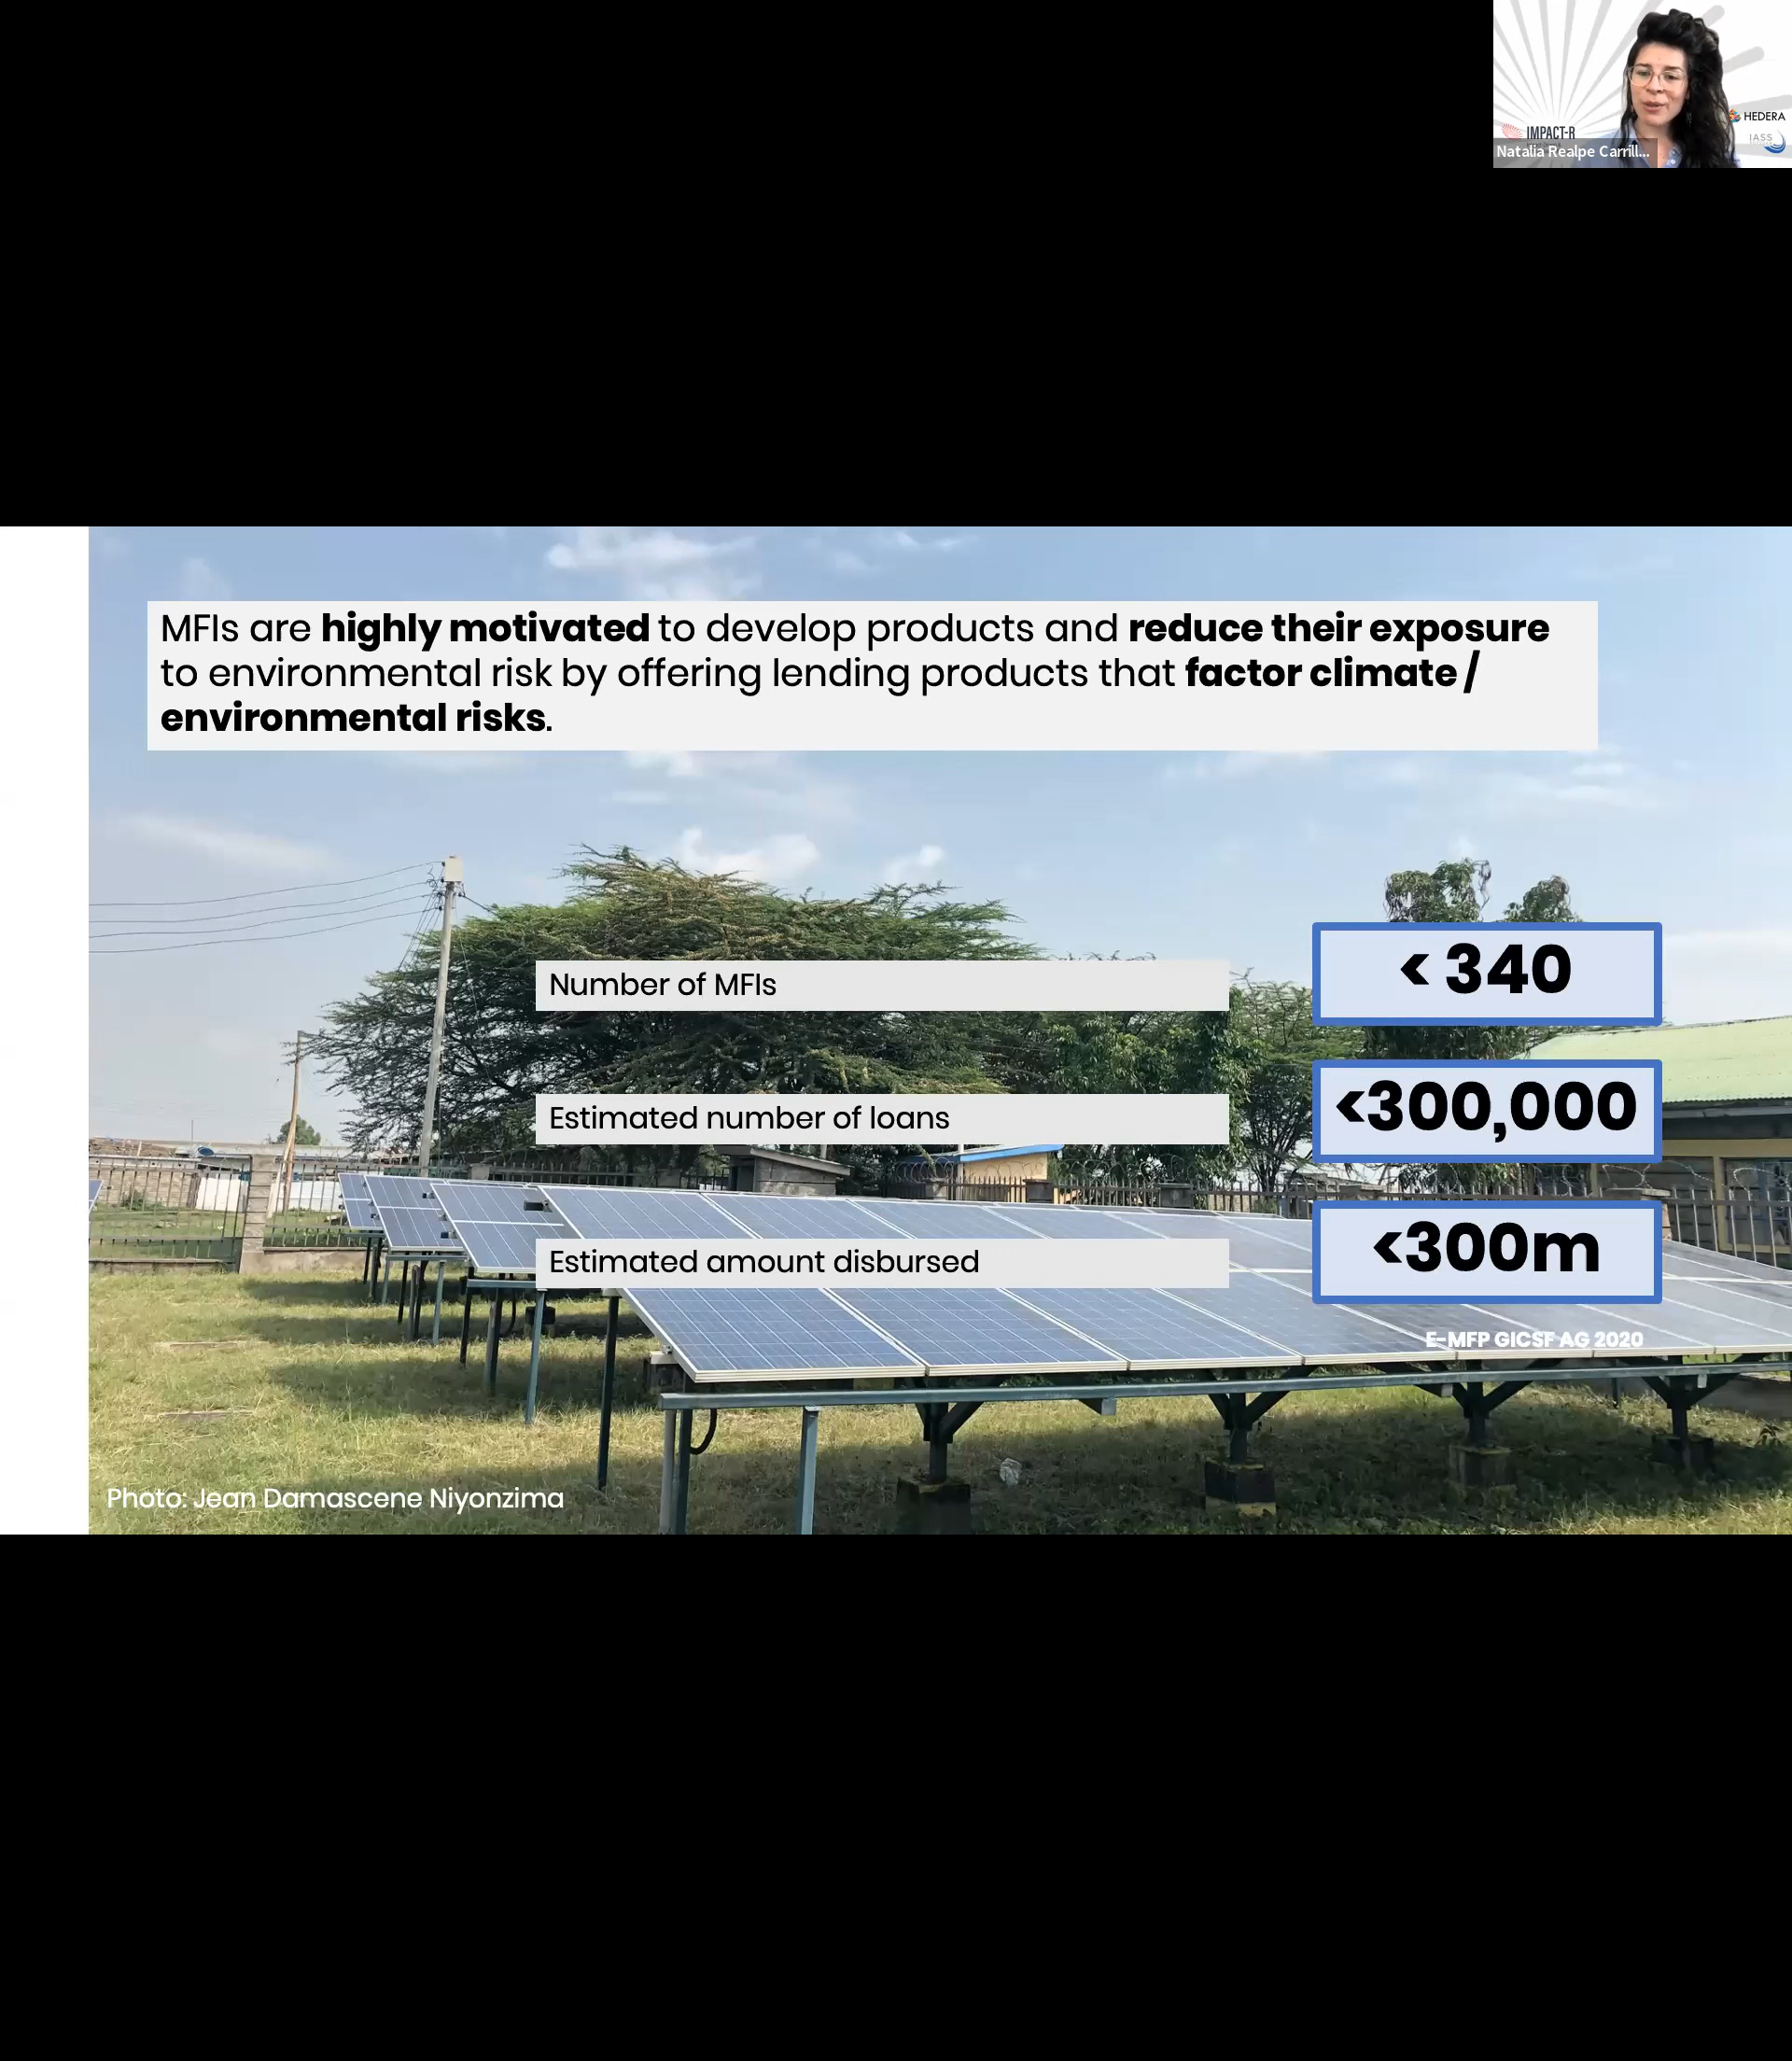 IMPACT-R
HEDERA
IASS
Natalia Realpe Carrill...
MFIs are highly motivated to develop products and reduce their exposure
to environmental risk by offering lending products that factor climate /
environmental risks.
Number of MFIs
< 340
Estimated number of loans
<300,000
Estimated amount disbursed
<300m
E-MFP GICSF AG 2020
Photo: Jean Damascene Niyonzima